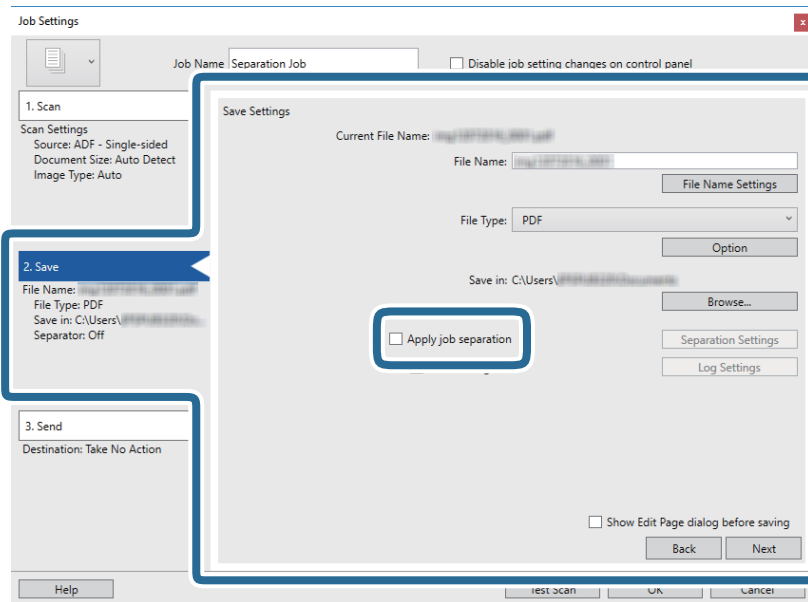 Job Settings
x
Job Name Separation Job
Disable job setting changes on control panel
1. Scan
Scan Settings
Source: ADF - Single-sided
Document Size: Auto Detect
Image Type: Auto
2. Save
File Name:
File Type: PDF
Save in: C:\Users\
Separator: Off
3. Send
Destination: Take No Action
Save Settings
Current File Name:
File Name:
File Name Settings
File Type: PDF
Option
Save in: C:\Users\
Browse...
Apply job separation
Separation Settings
Log Settings
Show Edit Page dialog before saving
Back Next
Help Test Scan OK Cancel